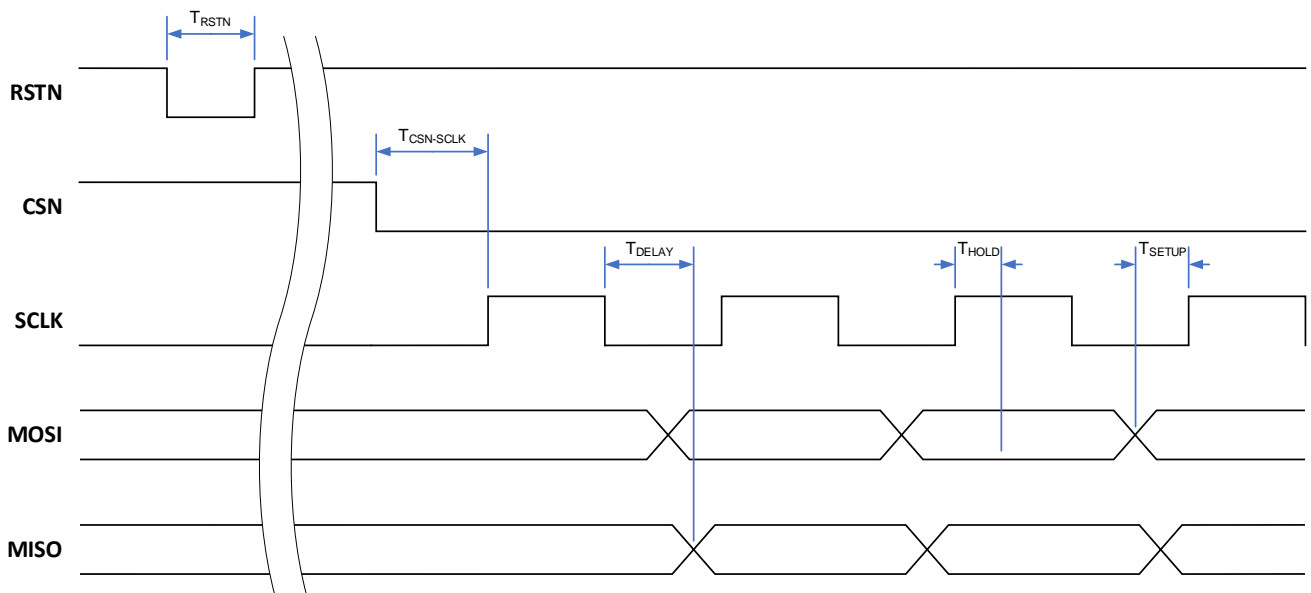 TRSTN
RSTN
TCSN-SCLK
CSN
TDELAY
THOLD
TSETUP
SCLK
MOSI
MISO